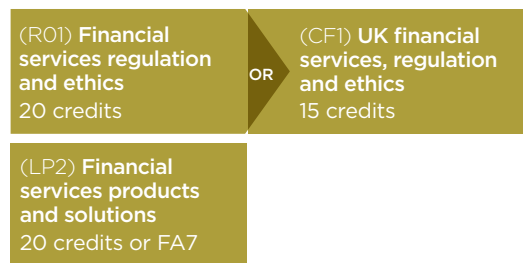 (R01) Financial
services regulation
and ethics
20 credits
OR
(CF1) UK financial
services, regulation
and ethics
15 credits
(LP2) Financial
services products
and solutions
20 credits or FA7